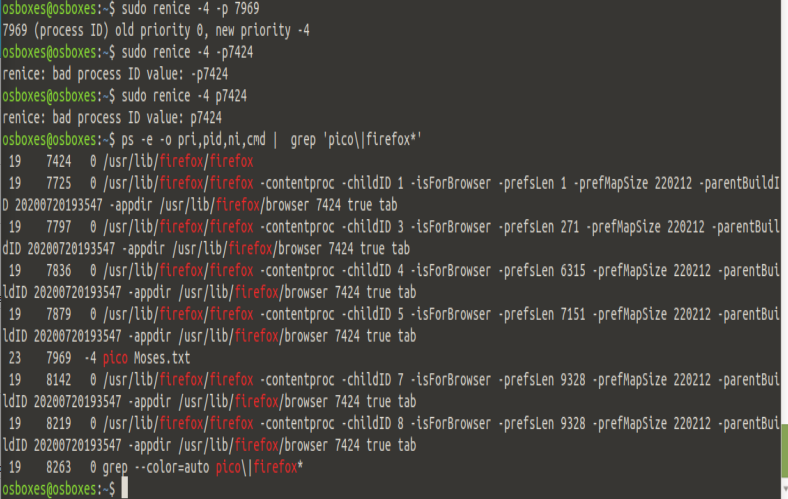 osboxes@osboxes:~$ sudo renice -4 -p 7969
7969 (process ID) old priority 0, new priority -4
osboxes@osboxes:~$ sudo renice -4 -p7424
renice: bad process ID value: -p7424
osboxes@osboxes:~$ sudo renice -4 p7424
renice: bad process ID value: p7424
osboxes@osboxes:~$ ps -e -o pri,pid,ni,cmd |  grep 'pico\|firefox*'
 19    7424   0 /usr/lib/firefox/firefox
 19    7725   0 /usr/lib/firefox/firefox -contentproc -childID 1 -isForBrowser -prefsLen 1 -prefMapSize 220212 -parentBuildI
D 20200720193547 -appdir /usr/lib/firefox/browser 7424 true tab
 19    7797   0 /usr/lib/firefox/firefox -contentproc -childID 3 -isForBrowser -prefsLen 271 -prefMapSize 220212 -parentBuil
dID 20200720193547 -appdir /usr/lib/firefox/browser 7424 true tab
 19    7836   0 /usr/lib/firefox/firefox -contentproc -childID 4 -isForBrowser -prefsLen 6315 -prefMapSize 220212 -parentBui
ldID 20200720193547 -appdir /usr/lib/firefox/browser 7424 true tab
 19    7879   0 /usr/lib/firefox/firefox -contentproc -childID 5 -isForBrowser -prefsLen 7151 -prefMapSize 220212 -parentBui
ldID 20200720193547 -appdir /usr/lib/firefox/browser 7424 true tab
 23    7969  -4 pico Moses.txt
 19    8142   0 /usr/lib/firefox/firefox -contentproc -childID 7 -isForBrowser -prefsLen 9328 -prefMapSize 220212 -parentBui
ldID 20200720193547 -appdir /usr/lib/firefox/browser 7424 true tab
 19    8219   0 /usr/lib/firefox/firefox -contentproc -childID 8 -isForBrowser -prefsLen 9328 -prefMapSize 220212 -parentBui
ldID 20200720193547 -appdir /usr/lib/firefox/browser 7424 true tab
 19    8263   0 grep --color=auto pico\|firefox*
osboxes@osboxes:~$